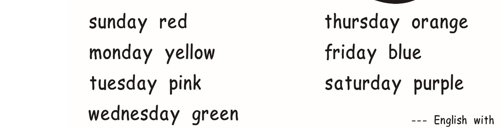 sunday red
monday yellow
tuesday pink
wednesday green
thursday orange
friday blue
saturday purple
--- English with